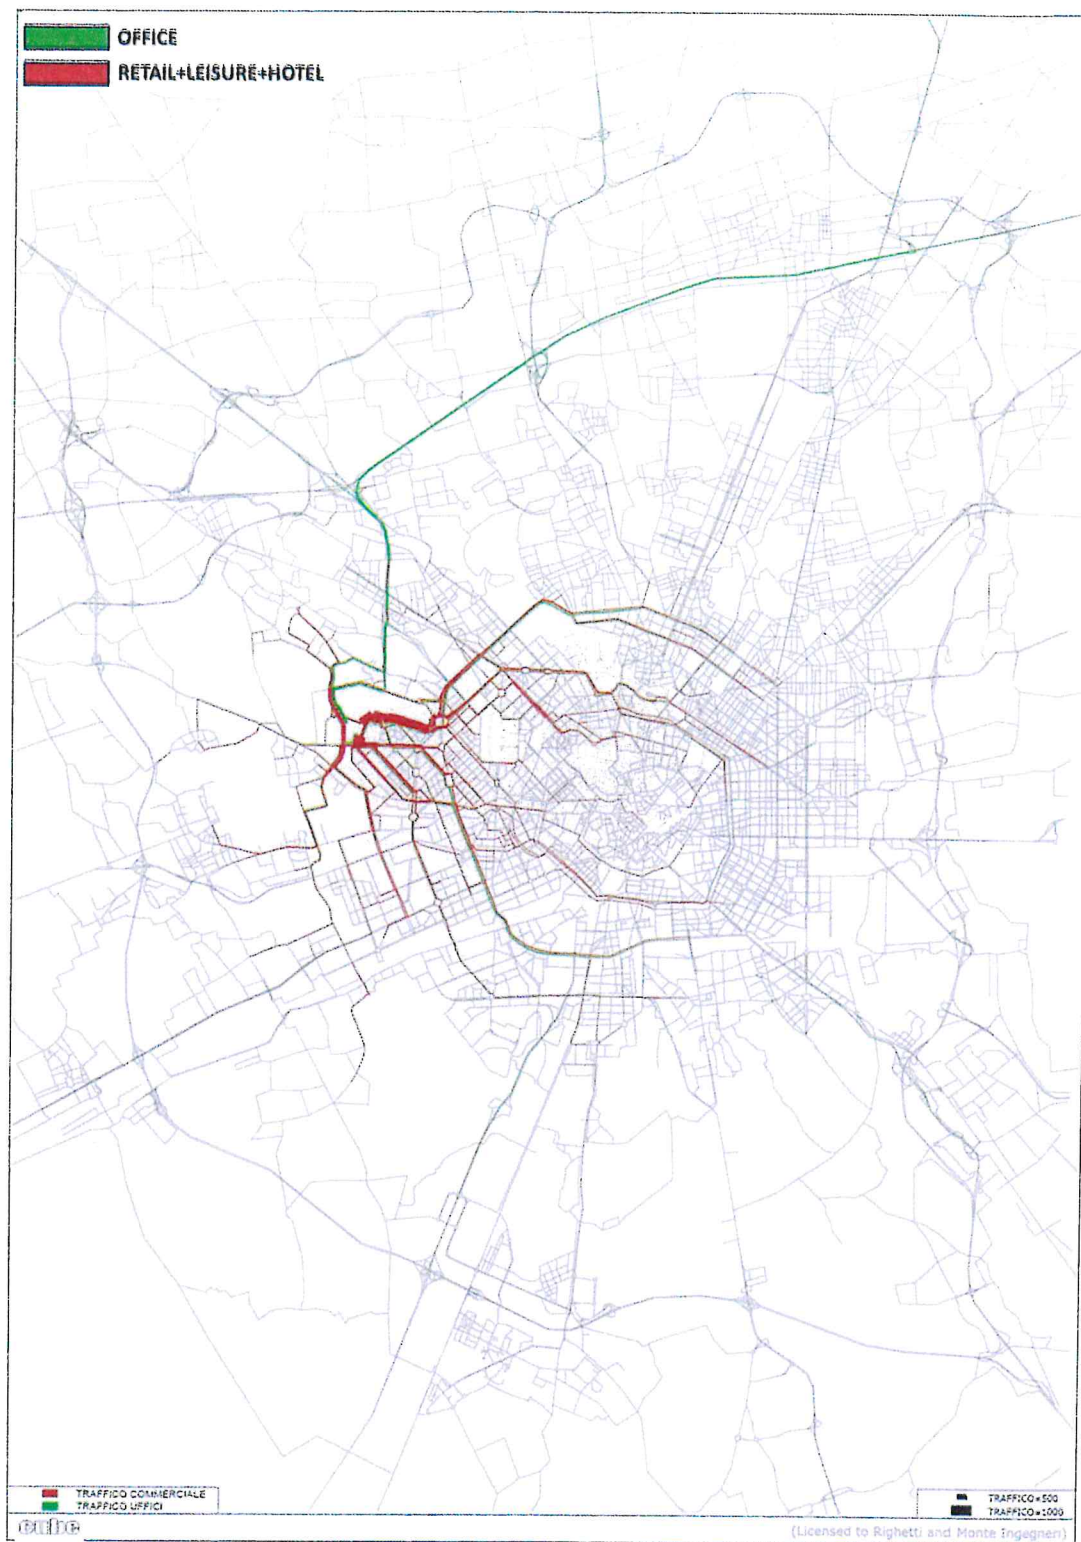 OFFICE
RETAIL+LEISURE+HOTEL
TRAFFICO COMMERCIALE
TRAFFICO UFFICI
TRAFFICO=500
TRAFFICO=1000
(Licensed to Righetti and Monte Ingegneri)